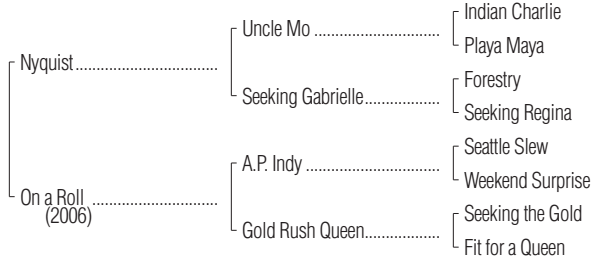 Indian Charlie
Uncle Mo
Playa Maya
Nyquist
Forestry
Seeking Gabrielle
Seeking Regina
Seattle Slew
A.P. Indy
Weekend Surprise
On a Roll
(2006)
Seeking the Gold
Gold Rush Queen
Fit for a Queen